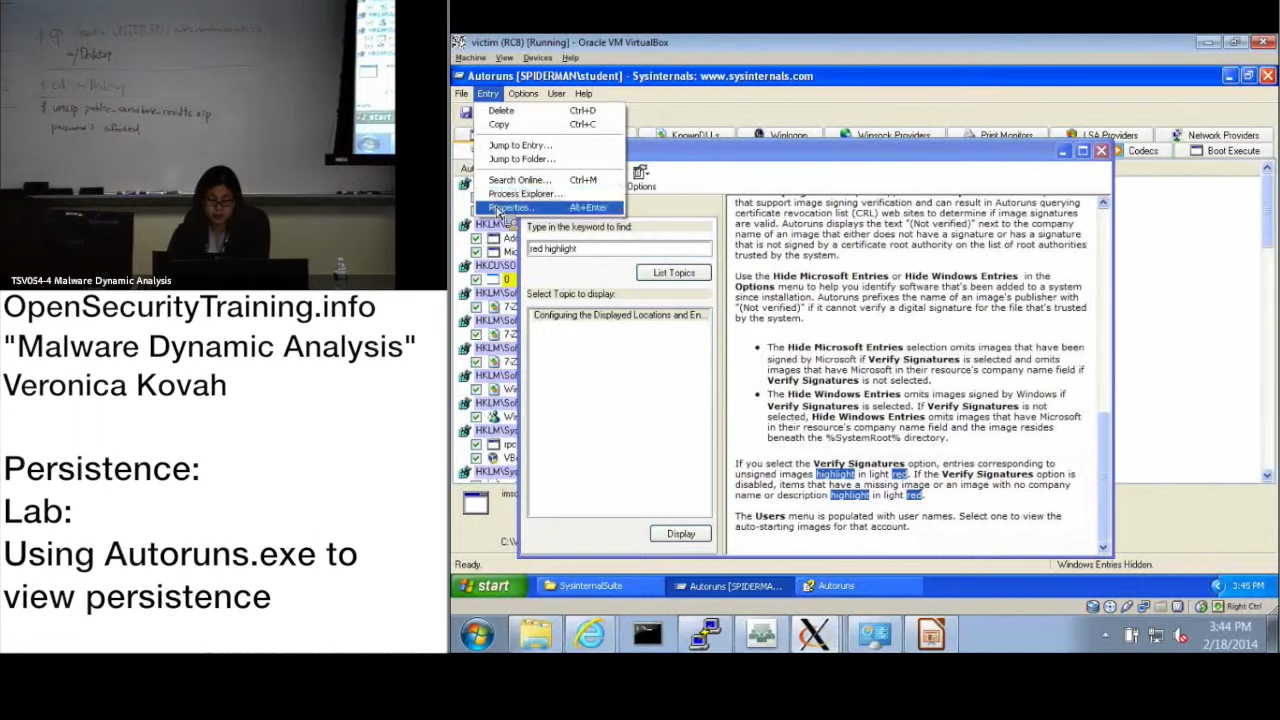 $ cp
~/Desktop
$ cd ~/Desktop
TSV054-4 Malware Dynamic Analysis
OpenSecurityTraining.info
"Malware Dynamic Analysis"
Veronica Kovah
Persistence:
Lab:
Using Autoruns.exe to
view persistence
victim (RC8) [Running] - Oracle VM VirtualBox
Machine View Devices Help
Autoruns [SPIDERMAN\student] - Sysinternals: www.sysinternals.com
File Entry Options User Help
Delete Ctrl+D
Copy Ctrl+C
Jump to Entry...
Jump to Folder...
Search Online... Ctrl+M
Process Explorer...
Properties... Alt+Enter
KnownDLLs Winlogon Winsock Providers Print Monitors LSA Providers Network Providers
Codecs Boot Execute
Options
Type in the keyword to find:
red highlight
List Topics
Select Topic to display:
Configuring the Displayed Locations and En...
Display
that support image signing verification and can result in Autoruns querying
certificate revocation list (CRL) web sites to determine if image signatures
are valid. Autoruns displays the text "(Not verified)" next to the
company name of an image that either does not have a signature or has a
signature that is not signed by a certificate root authority on the list of root authorities
trusted by the system.
Use the Hide Microsoft Entries or Hide Windows Entries in the
Options menu to help you identify software that's been added to a system
since installation. Autoruns prefixes the name of an image's publisher with
"(Not verified)" if it cannot verify a digital signature for the file that's trusted
by the system.
• The Hide Microsoft Entries selection omits images that have been
signed by Microsoft if Verify Signatures is selected and omits
images that have Microsoft in their resource's company name field if
Verify Signatures is not selected.
• The Hide Windows Entries omits images signed by Windows if
Verify Signatures is selected. If Verify Signatures is not
selected, Hide Windows Entries omits images that have Microsoft
in their resource's company name field and the image resides
beneath the %SystemRoot% directory.
If you select the Verify Signatures option, entries corresponding to
unsigned images highlight in light red. If the Verify Signatures option is
disabled, items that have a missing image or an image with no company
name or description highlight in light red.
The Users menu is populated with user names. Select one to view the
auto-starting images for that account.
Ready.
Windows Entries Hidden.
start SysinternalSuite Autoruns [SPIDERMA... Autoruns 3:45 PM
Right Ctrl
3:44 PM
2/18/2014